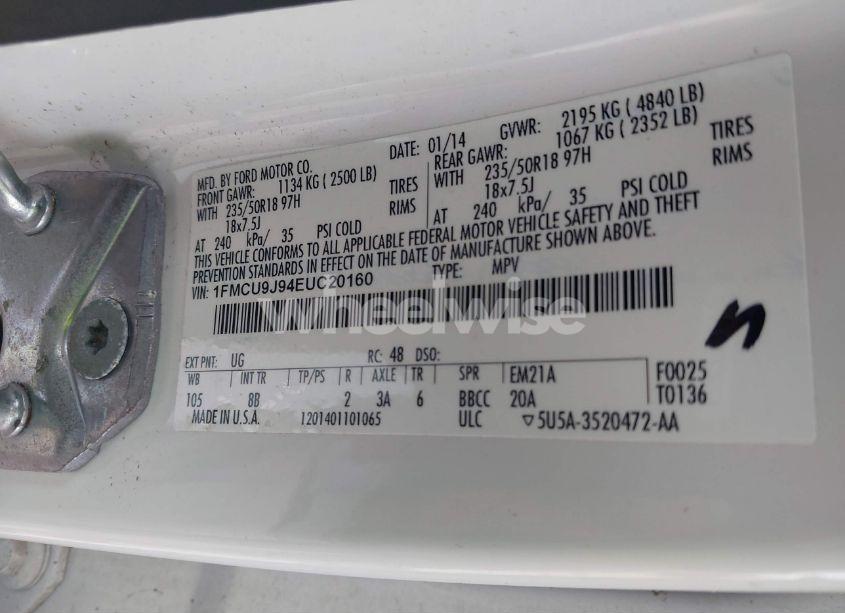 MFD. BY FORD MOTOR CO.
DATE: 01/14 GVWR: 2195 KG ( 4840 LB)
FRONT GAWR: 1134 KG ( 2500 LB)
REAR GAWR: 1067 KG ( 2352 LB)
WITH 235/50R18 97H TIRES
WITH 235/50R18 97H TIRES
18x7.5J RIMS
18x7.5J RIMS
AT 240 kPa/ 35 PSI COLD
AT 240 kPa/ 35 PSI COLD
THIS VEHICLE CONFORMS TO ALL APPLICABLE FEDERAL MOTOR VEHICLE SAFETY AND THEFT
PREVENTION STANDARDS IN EFFECT ON THE DATE OF MANUFACTURE SHOWN ABOVE.
VIN: 1FMCU9J94EUC20160 TYPE: MPV
wheelwise
EXT PNT: UG RC: 48 DSO:
WB INT TR TP/PS R AXLE TR SPR EM21A F0025
105 8B 2 3A 6 BBCC 20A T0136
MADE IN U.S.A. 1201401101065 ULC ▽5U5A-3520472-AA